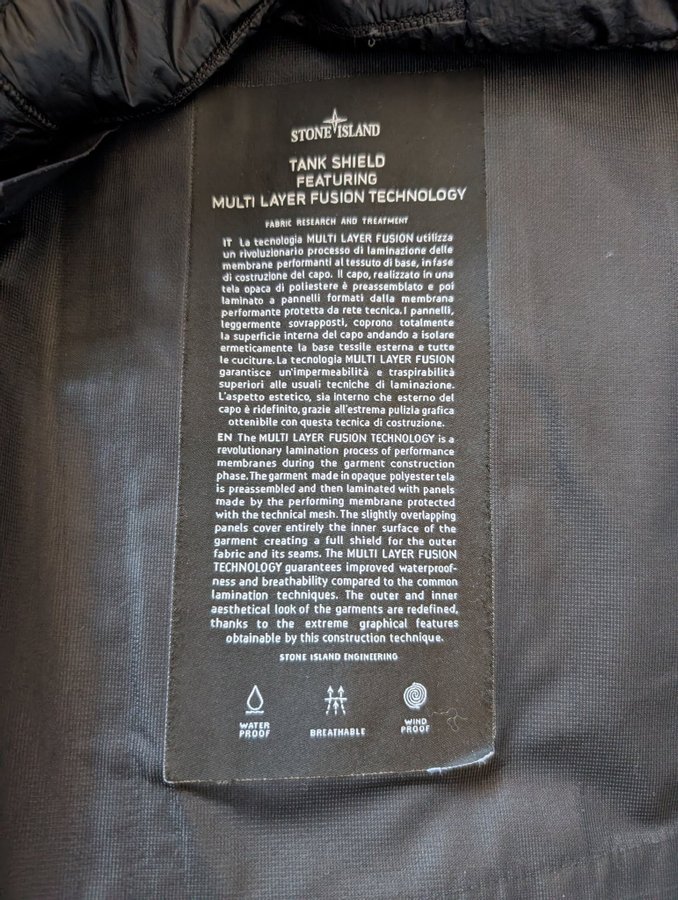 STONE ISLAND
TANK SHIELD
FEATURING
MULTI LAYER FUSION TECHNOLOGY
FABRIC RESEARCH AND TREATMENT
IT La tecnologia MULTI LAYER FUSION utilizza
un rivoluzionario processo di laminazione delle
membrane performanti al tessuto di base, in fase
di costruzione del capo. Il capo, realizzato in una
tela opaca di poliestere è preassemblato e poi
laminato a pannelli formati dalla membrana
performante protetta da rete tecnica. I pannelli,
leggermente sovrapposti, coprono totalmente
la superficie interna del capo andando a isolare
ermeticamente la base tessile esterna e tutte
le cuciture. La tecnologia MULTI LAYER FUSION
garantisce un'impermeabilità e traspirabilità
superiori alle usuali tecniche di laminazione.
L'aspetto estetico, sia interno che esterno del
capo è ridefinito, grazie all'estrema pulizia grafica
ottenibile con questa tecnica di costruzione.
EN The MULTI LAYER FUSION TECHNOLOGY is a
revolutionary lamination process of performance
membranes during the garment construction
phase. The garment made in opaque polyester tela
is preassembled and then laminated with panels
made by the performing membrane protected
with the technical mesh. The slightly overlapping
panels cover entirely the inner surface of the
garment creating a full shield for the outer
fabric and its seams. The MULTI LAYER FUSION
TECHNOLOGY guarantees improved waterproof-
ness and breathability compared to the common
lamination techniques. The outer and inner
aesthetical look of the garments are redefined,
thanks to the extreme graphical features
obtainable by this construction technique.
STONE ISLAND ENGINEERING
WATER
PROOF
BREATHABLE
WIND
PROOF